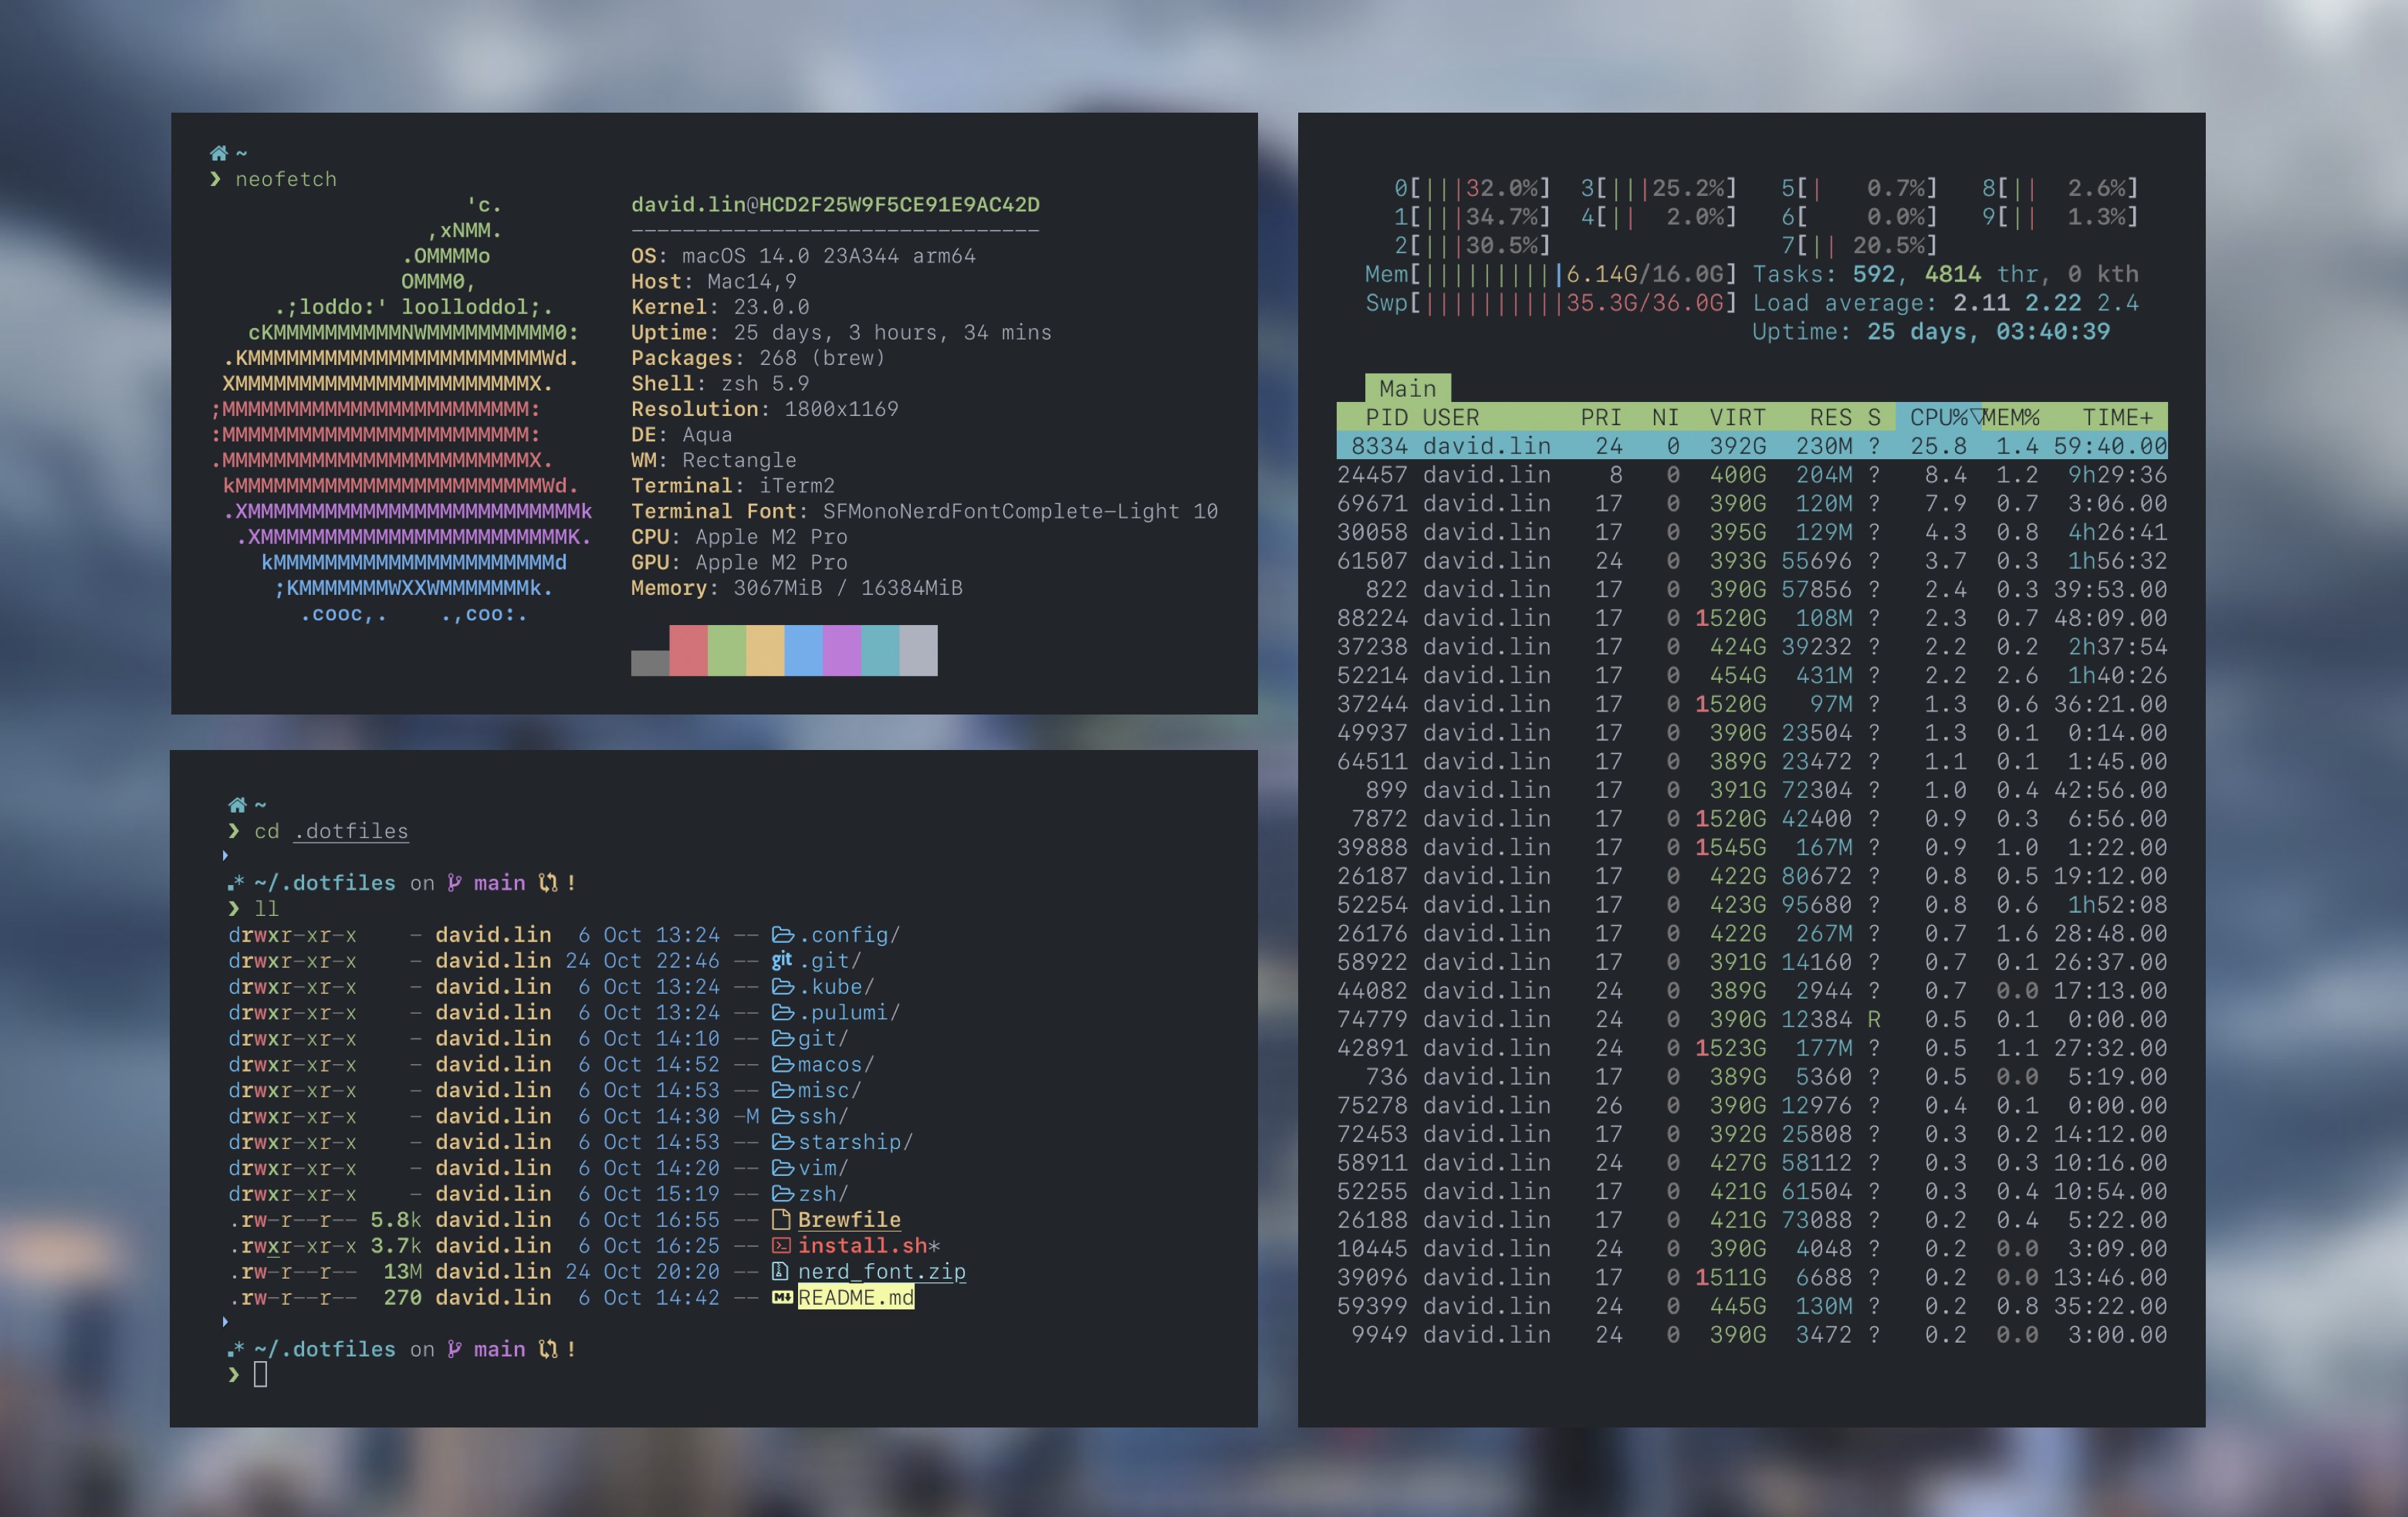 ~
❯ neofetch
'c.
,xNMM.
.OMMMMo
OMMM0,
.;loddo:' loolloddol;.
cKMMMMMMMMMMNWMMMMMMMMMM0:
.KMMMMMMMMMMMMMMMMMMMMMMMWd.
XMMMMMMMMMMMMMMMMMMMMMMMX.
;MMMMMMMMMMMMMMMMMMMMMMMM:
:MMMMMMMMMMMMMMMMMMMMMMMM:
.MMMMMMMMMMMMMMMMMMMMMMMMX.
kMMMMMMMMMMMMMMMMMMMMMMMMWd.
.XMMMMMMMMMMMMMMMMMMMMMMMMMMk
.XMMMMMMMMMMMMMMMMMMMMMMMMK.
kMMMMMMMMMMMMMMMMMMMMMMd
;KMMMMMMMWXXWMMMMMMMk.
.cooc,. .,coo:.
david.lin@HCD2F25W9F5CE91E9AC42D
--------------------------------
OS: macOS 14.0 23A344 arm64
Host: Mac14,9
Kernel: 23.0.0
Uptime: 25 days, 3 hours, 34 mins
Packages: 268 (brew)
Shell: zsh 5.9
Resolution: 1800x1169
DE: Aqua
WM: Rectangle
Terminal: iTerm2
Terminal Font: SFMonoNerdFontComplete-Light 10
CPU: Apple M2 Pro
GPU: Apple M2 Pro
Memory: 3067MiB / 16384MiB
~
❯ cd .dotfiles
.* ~/.dotfiles on main !
❯ ll
drwxr-xr-x - david.lin 6 Oct 13:24 -- .config/
drwxr-xr-x - david.lin 24 Oct 22:46 -- git .git/
drwxr-xr-x - david.lin 6 Oct 13:24 -- .kube/
drwxr-xr-x - david.lin 6 Oct 13:24 -- .pulumi/
drwxr-xr-x - david.lin 6 Oct 14:10 -- git/
drwxr-xr-x - david.lin 6 Oct 14:52 -- macos/
drwxr-xr-x - david.lin 6 Oct 14:53 -- misc/
drwxr-xr-x - david.lin 6 Oct 14:30 -M ssh/
drwxr-xr-x - david.lin 6 Oct 14:53 -- starship/
drwxr-xr-x - david.lin 6 Oct 14:20 -- vim/
drwxr-xr-x - david.lin 6 Oct 15:19 -- zsh/
.rw-r--r-- 5.8k david.lin 6 Oct 16:55 -- Brewfile
.rwxr-xr-x 3.7k david.lin 6 Oct 16:25 -- install.sh*
.rw-r--r-- 13M david.lin 24 Oct 20:20 -- nerd_font.zip
.rw-r--r-- 270 david.lin 6 Oct 14:42 -- README.md
.* ~/.dotfiles on main !
❯
0[|||32.0%] 3[|||25.2%] 5[| 0.7%] 8[|| 2.6%]
1[|||34.7%] 4[|| 2.0%] 6[ 0.0%] 9[|| 1.3%]
2[|||30.5%] 7[|| 20.5%]
Mem[||||||||||6.14G/16.0G] Tasks: 592, 4814 thr, 0 kth
Swp[||||||||||35.3G/36.0G] Load average: 2.11 2.22 2.4
Uptime: 25 days, 03:40:39
Main
PID USER PRI NI VIRT RES S CPU%▽MEM% TIME+
8334 david.lin 24 0 392G 230M ? 25.8 1.4 59:40.00
24457 david.lin 8 0 400G 204M ? 8.4 1.2 9h29:36
69671 david.lin 17 0 390G 120M ? 7.9 0.7 3:06.00
30058 david.lin 17 0 395G 129M ? 4.3 0.8 4h26:41
61507 david.lin 24 0 393G 55696 ? 3.7 0.3 1h56:32
822 david.lin 17 0 390G 57856 ? 2.4 0.3 39:53.00
88224 david.lin 17 0 1520G 108M ? 2.3 0.7 48:09.00
37238 david.lin 17 0 424G 39232 ? 2.2 0.2 2h37:54
52214 david.lin 17 0 454G 431M ? 2.2 2.6 1h40:26
37244 david.lin 17 0 1520G 97M ? 1.3 0.6 36:21.00
49937 david.lin 17 0 390G 23504 ? 1.3 0.1 0:14.00
64511 david.lin 17 0 389G 23472 ? 1.1 0.1 1:45.00
899 david.lin 17 0 391G 72304 ? 1.0 0.4 42:56.00
7872 david.lin 17 0 1520G 42400 ? 0.9 0.3 6:56.00
39888 david.lin 17 0 1545G 167M ? 0.9 1.0 1:22.00
26187 david.lin 17 0 422G 80672 ? 0.8 0.5 19:12.00
52254 david.lin 17 0 423G 95680 ? 0.8 0.6 1h52:08
26176 david.lin 17 0 422G 267M ? 0.7 1.6 28:48.00
58922 david.lin 17 0 391G 14160 ? 0.7 0.1 26:37.00
44082 david.lin 24 0 389G 2944 ? 0.7 0.0 17:13.00
74779 david.lin 24 0 390G 12384 R 0.5 0.1 0:00.00
42891 david.lin 24 0 1523G 177M ? 0.5 1.1 27:32.00
736 david.lin 17 0 389G 5360 ? 0.5 0.0 5:19.00
75278 david.lin 26 0 390G 12976 ? 0.4 0.1 0:00.00
72453 david.lin 17 0 392G 25808 ? 0.3 0.2 14:12.00
58911 david.lin 24 0 427G 58112 ? 0.3 0.3 10:16.00
52255 david.lin 17 0 421G 61504 ? 0.3 0.4 10:54.00
26188 david.lin 17 0 421G 73088 ? 0.2 0.4 5:22.00
10445 david.lin 24 0 390G 4048 ? 0.2 0.0 3:09.00
39096 david.lin 17 0 1511G 6688 ? 0.2 0.0 13:46.00
59399 david.lin 24 0 445G 130M ? 0.2 0.8 35:22.00
9949 david.lin 24 0 390G 3472 ? 0.2 0.0 3:00.00